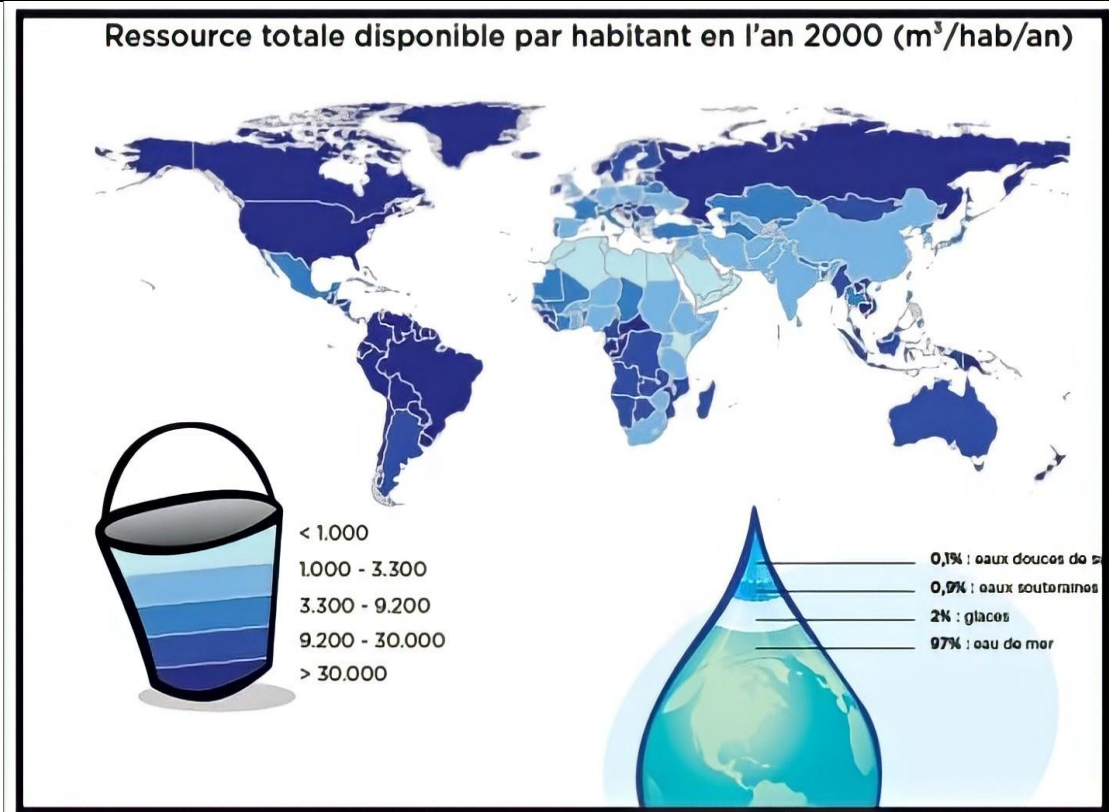 Ressource totale disponible par habitant en l'an 2000 (m³/hab/an)
< 1.000
1.000 - 3.300
3.300 - 9.200
9.200 - 30.000
> 30.000
0,1% : eaux douces de
0,9% : eaux souterraines
2% : glaces
97% : eau de mer